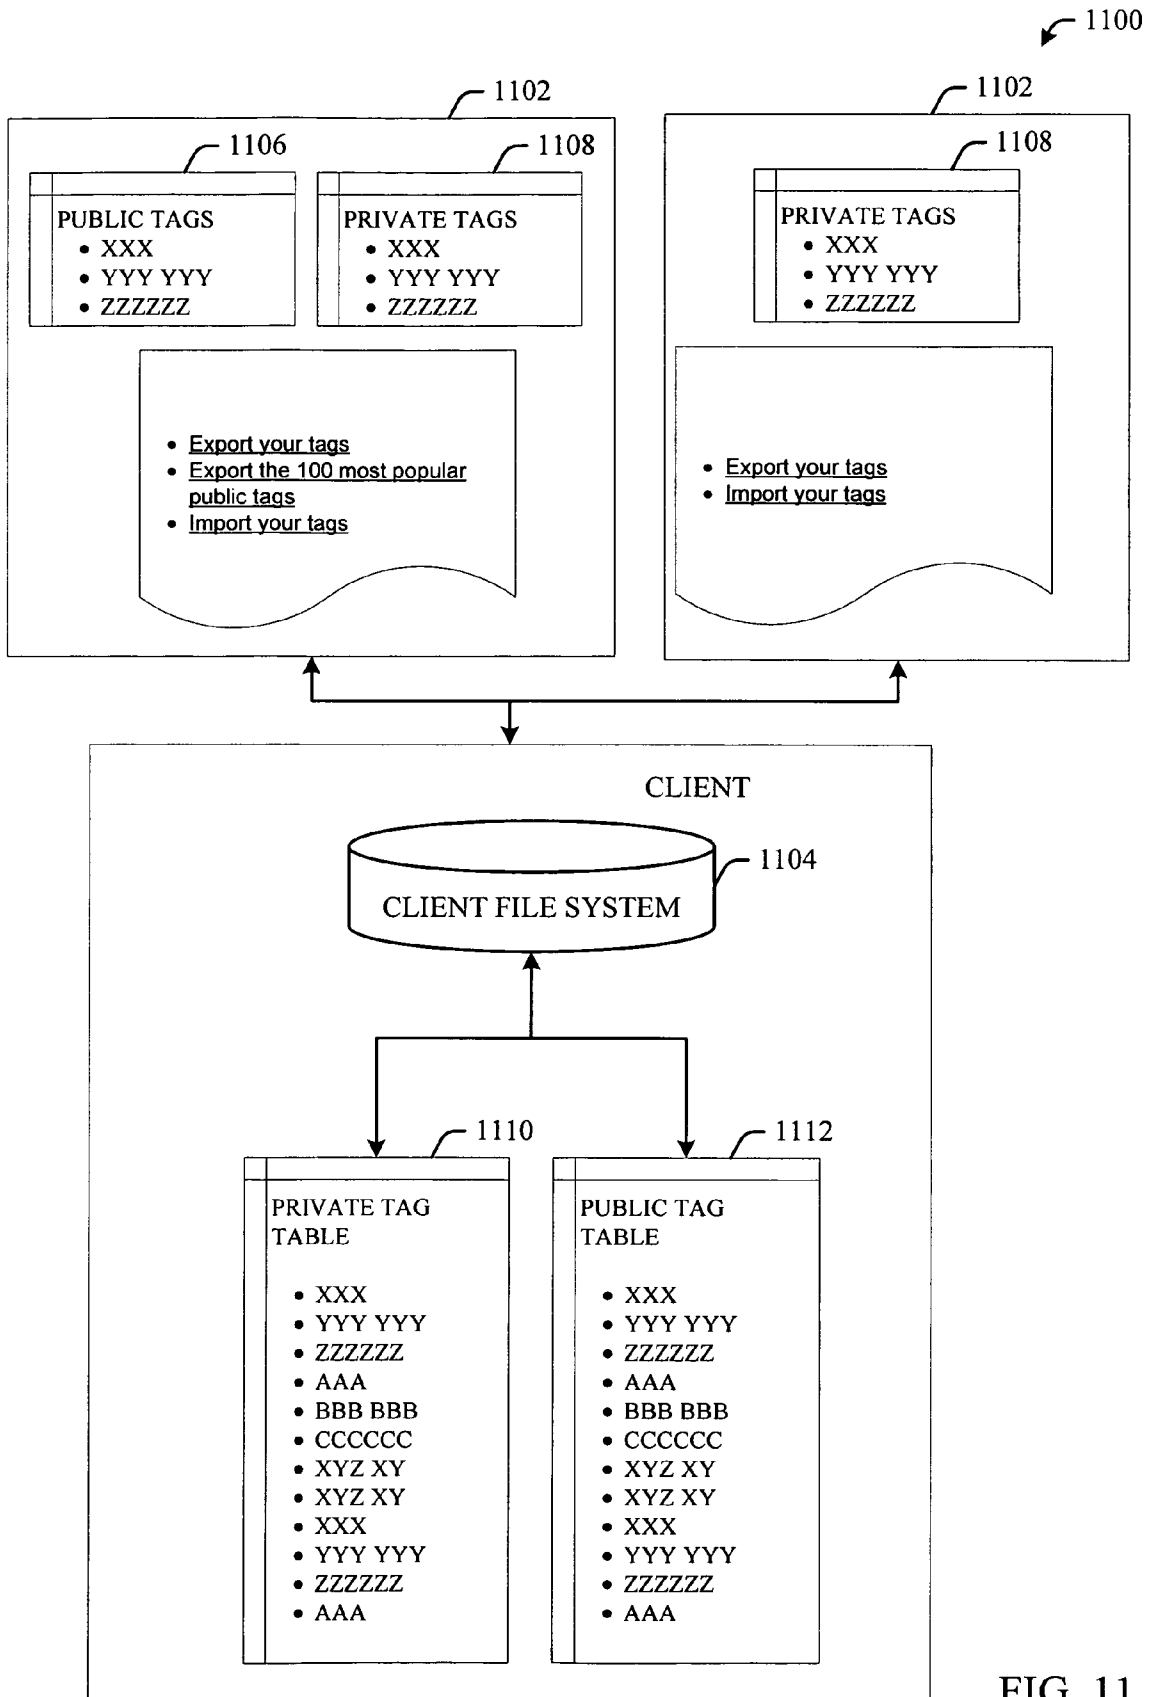 1100
1102
1102
1106
1108
1108
PUBLIC TAGS
• XXX
• YYY YYY
• ZZZZZZ
PRIVATE TAGS
• XXX
• YYY YYY
• ZZZZZZ
PRIVATE TAGS
• XXX
• YYY YYY
• ZZZZZZ
• Export your tags
• Export the 100 most popular
public tags
• Import your tags
• Export your tags
• Import your tags
CLIENT
1104
CLIENT FILE SYSTEM
1110
1112
PRIVATE TAG
TABLE
• XXX
• YYY YYY
• ZZZZZZ
• AAA
• BBB BBB
• CCCCCC
• XYZ XY
• XYZ XY
• XXX
• YYY YYY
• ZZZZZZ
• AAA
PUBLIC TAG
TABLE
• XXX
• YYY YYY
• ZZZZZZ
• AAA
• BBB BBB
• CCCCCC
• XYZ XY
• XYZ XY
• XXX
• YYY YYY
• ZZZZZZ
• AAA
FIG. 11